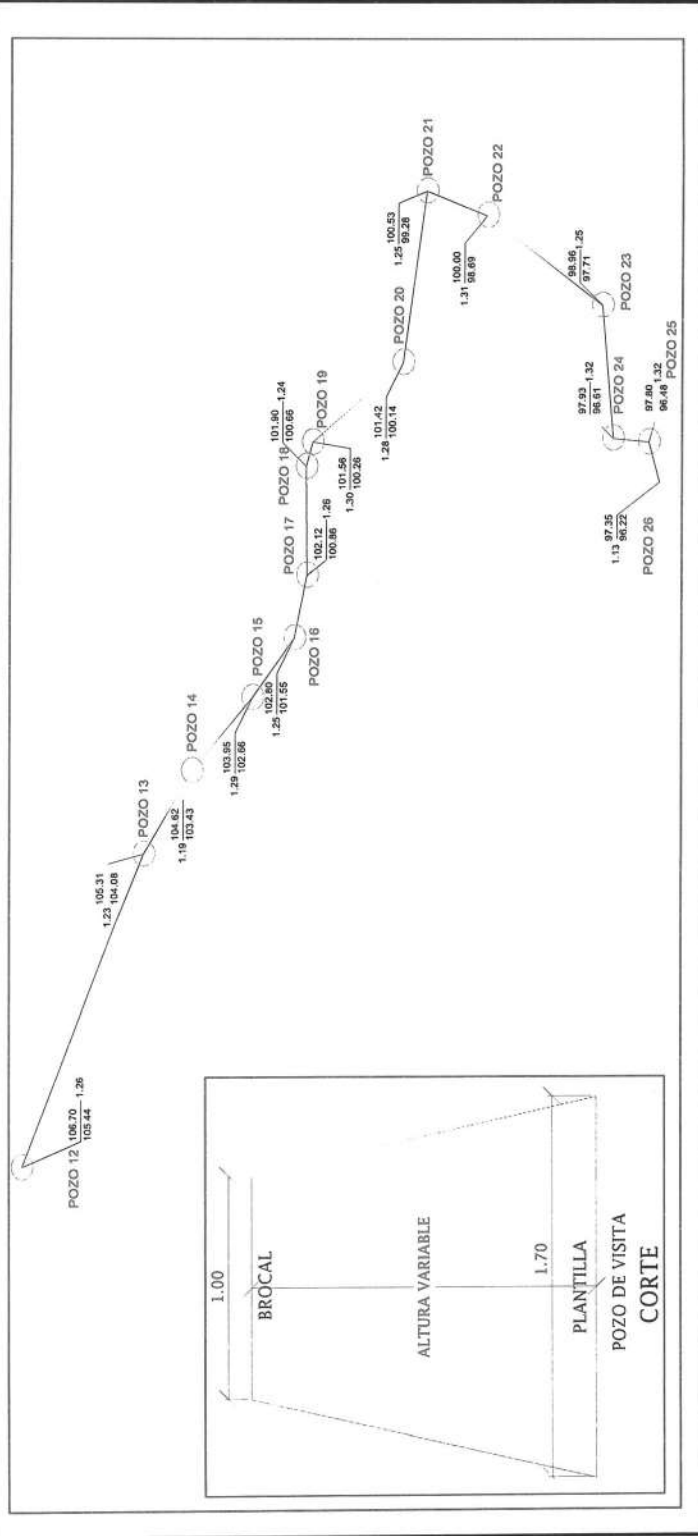 POZO 12
106.70
105.44
1.26
1.23
105.31
104.08
POZO 13
1.19
104.62
103.43
POZO 14
1.29
103.95
102.66
POZO 15
1.25
102.80
101.55
POZO 16
POZO 17
102.12
100.86
1.26
POZO 18
101.90
100.66
1.24
POZO 19
1.30
101.56
100.26
1.28
101.42
100.14
POZO 20
1.25
100.53
99.28
POZO 21
1.31
100.00
98.69
POZO 22
98.96
97.71
1.25
POZO 23
97.93
96.61
1.32
POZO 24
97.80
96.48
1.32
POZO 25
1.13
97.35
96.22
POZO 26
1.00
BROCAL
ALTURA VARIABLE
1.70
PLANTILLA
POZO DE VISITA
CORTE